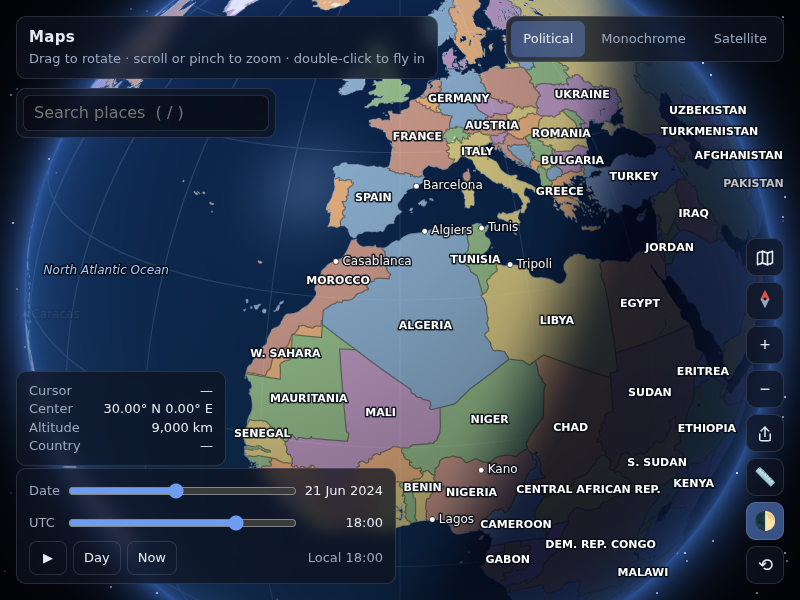 Maps
Drag to rotate · scroll or pinch to zoom · double-click to fly in
Political Monochrome Satellite
Search places ( / )
GERMANY
UKRAINE
UZBEKISTAN
FRANCE
AUSTRIA
ROMANIA
TURKMENISTAN
ITALY
BULGARIA
AFGHANISTAN
TURKEY
PAKISTAN
Barcelona
SPAIN
GREECE
IRAQ
Algiers
Tunis
JORDAN
Casablanca
TUNISIA
Tripoli
North Atlantic Ocean
MOROCCO
EGYPT
Caracas
ALGERIA
LIBYA
W. SAHARA
ERITREA
Cursor —
Center 30.00° N 0.00° E
Altitude 9,000 km
Country —
MAURITANIA
MALI
NIGER
SUDAN
CHAD
ETHIOPIA
SENEGAL
Kano
S. SUDAN
KENYA
BENIN
NIGERIA
CENTRAL AFRICAN REP.
Lagos
CAMEROON
DEM. REP. CONGO
GABON
MALAWI
Date 21 Jun 2024
UTC 18:00
▶ Day Now Local 18:00
+
−